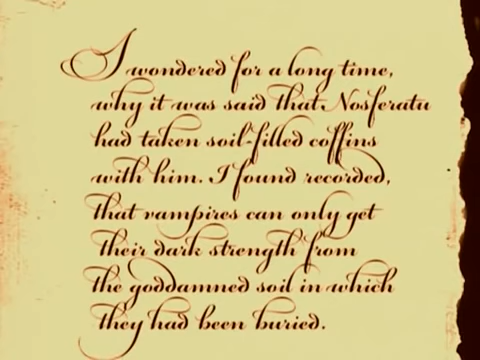 I wondered for a long time,
why it was said that Nosferatu
had taken soil-filled coffins
with him. I found recorded,
that vampires can only get
their dark strength from
the goddamned soil in which
they had been buried.